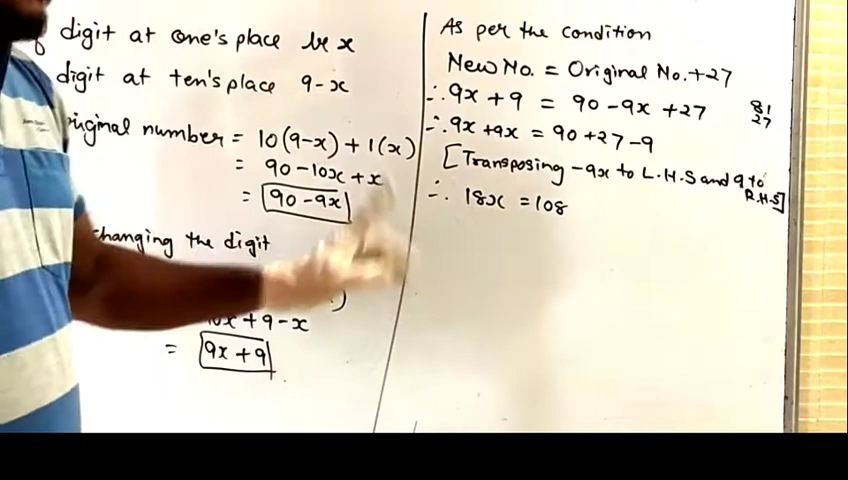 digit at one's place be x
digit at ten's place 9-x
original number = 10(9-x) + 1(x)
= 90 - 10x + x
= 90 - 9x
changing the digit
)
10x + 9 - x
= 9x + 9
As per the condition
New No. = Original No. + 27
∴ 9x + 9 = 90 - 9x + 27
81
27
∴ 9x + 9x = 90 + 27 - 9
[Transposing - 9x to L.H.S and 9 to
R.H.S]
∴ 18x = 108